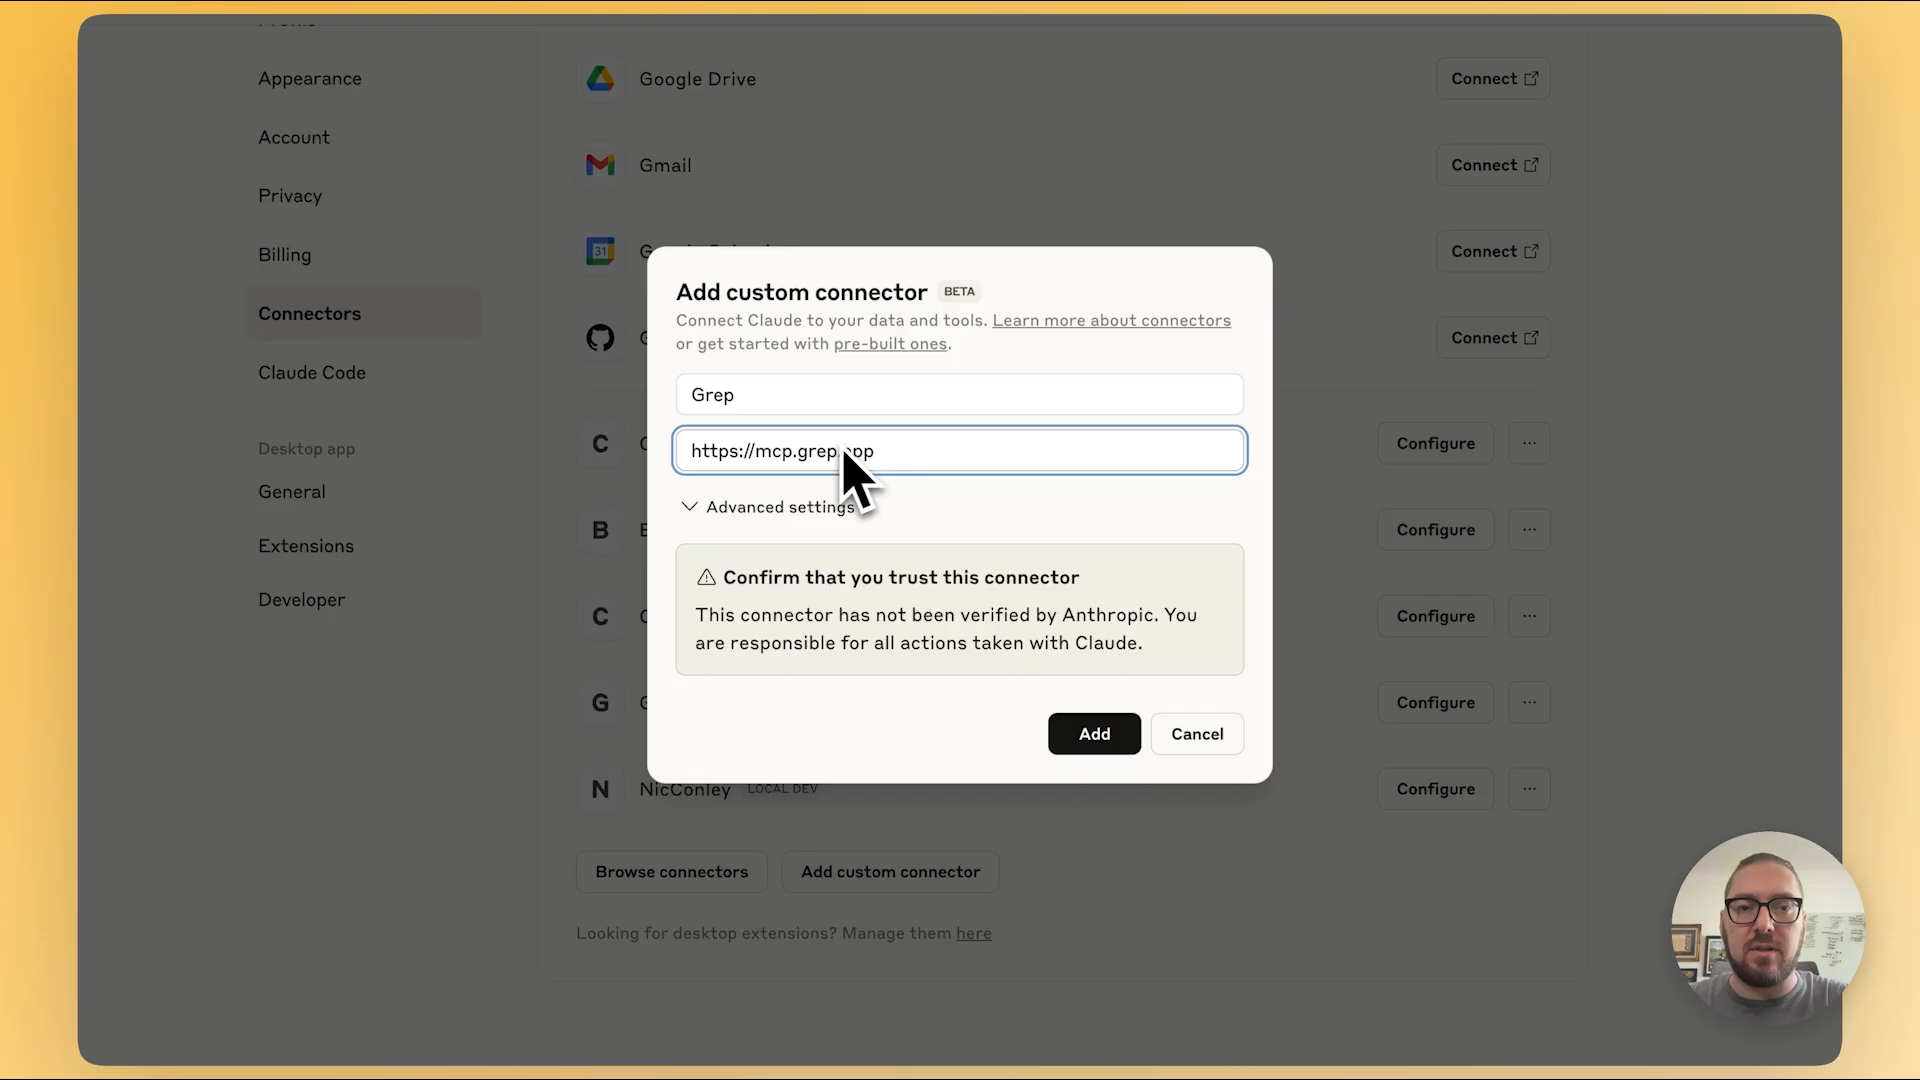 Appearance
Account
Privacy
Billing
Connectors
Claude Code
Desktop app
General
Extensions
Developer
Google Drive
Connect
Gmail
Connect
31
Connect
Connect
C
Configure
B
Configure
C
Configure
G
Configure
N
NicConley LOCAL DEV
Configure
Browse connectors
Add custom connector
Looking for desktop extensions? Manage them here
Add custom connector BETA
Connect Claude to your data and tools. Learn more about connectors
or get started with pre-built ones.
Grep
https://mcp.grep.app
Advanced settings
Confirm that you trust this connector
This connector has not been verified by Anthropic. You
are responsible for all actions taken with Claude.
Add
Cancel